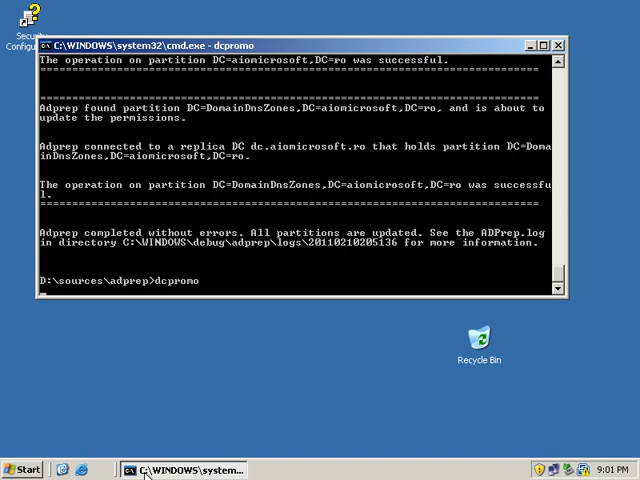 Security
Configu
C:\WINDOWS\system32\cmd.exe - dcpromo
The operation on partition DC=aiomicrosoft,DC=ro was successful.
==============================================================================
==============================================================================
Adprep found partition DC=DomainDnsZones,DC=aiomicrosoft,DC=ro, and is about to
update the permissions.
Adprep connected to a replica DC dc.aiomicrosoft.ro that holds partition DC=Doma
inDnsZones,DC=aiomicrosoft,DC=ro.
The operation on partition DC=DomainDnsZones,DC=aiomicrosoft,DC=ro was successfu
l.
==============================================================================
Adprep completed without errors. All partitions are updated. See the ADPrep.log
in directory C:\WINDOWS\debug\adprep\logs\20110210205136 for more information.
D:\sources\adprep>dcpromo
Recycle Bin
Start
C:\WINDOWS\system...
9:01 PM